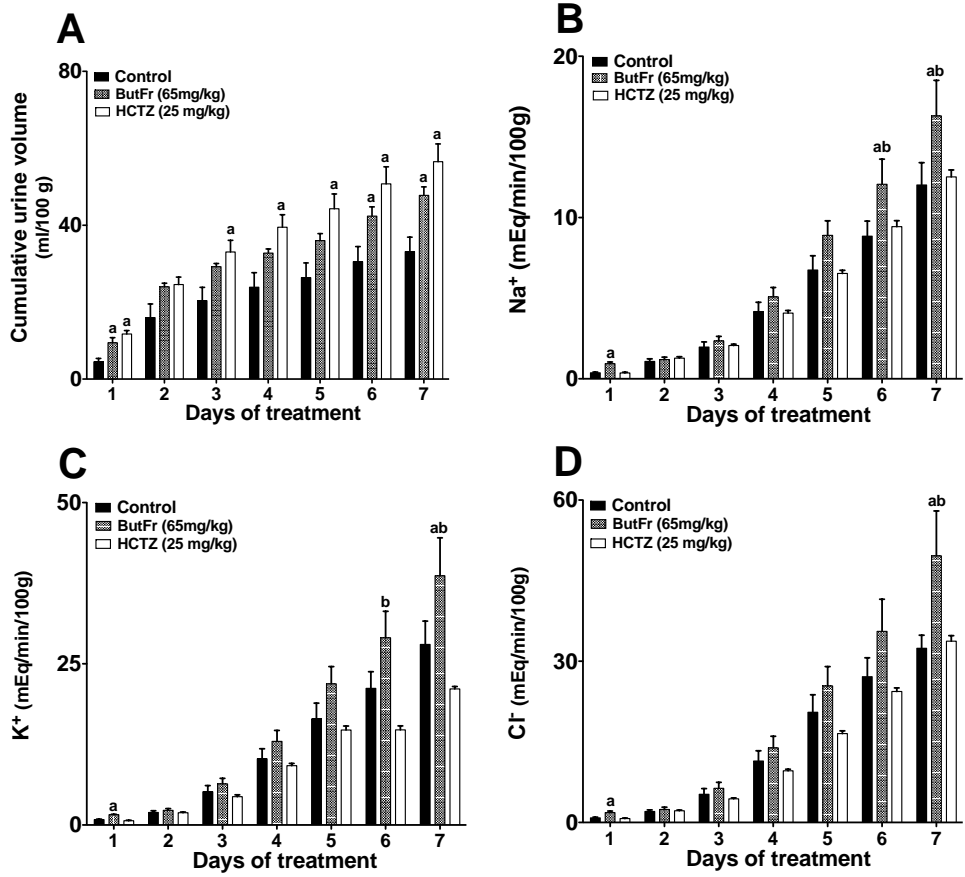 A
80
Control
ButFr (65mg/kg)
HCTZ (25 mg/kg)
Cumulative urine volume
(ml/100 g)
40
0
a a
a
a
a
a a
a a
1 2 3 4 5 6 7
Days of treatment
B
20
Control
ButFr (65mg/kg)
HCTZ (25 mg/kg)
Na⁺ (mEq/min/100g)
10
0
a
ab
ab
1 2 3 4 5 6 7
Days of treatment
C
50
Control
ButFr (65mg/kg)
HCTZ (25 mg/kg)
K⁺ (mEq/min/100g)
25
0
a
b
ab
1 2 3 4 5 6 7
Days of treatment
D
60
Control
ButFr (65mg/kg)
HCTZ (25 mg/kg)
Cl⁻ (mEq/min/100g)
30
0
a
ab
1 2 3 4 5 6 7
Days of treatment